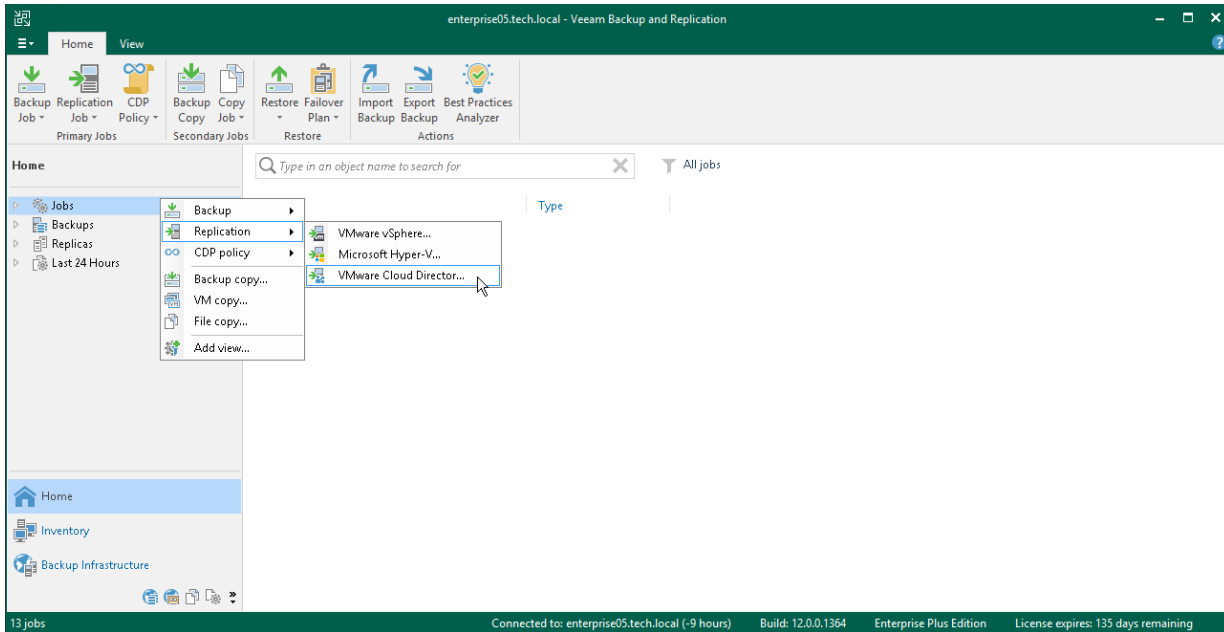 enterprise05.tech.local - Veeam Backup and Replication
Home View
?
Backup Job
Replication Job
CDP Policy
Primary Jobs
Backup Copy
Copy Job
Secondary Jobs
Restore
Failover Plan
Restore
Import Backup
Export Backup
Best Practices Analyzer
Actions
Home
Type in an object name to search for
All jobs
Type
Jobs
Backups
Replicas
Last 24 Hours
Backup
Replication
CDP policy
Backup copy...
VM copy...
File copy...
Add view...
VMware vSphere...
Microsoft Hyper-V...
VMware Cloud Director...
Home
Inventory
Backup Infrastructure
13 jobs
Connected to: enterprise05.tech.local (-9 hours) Build: 12.0.0.1364 Enterprise Plus Edition License expires: 135 days remaining